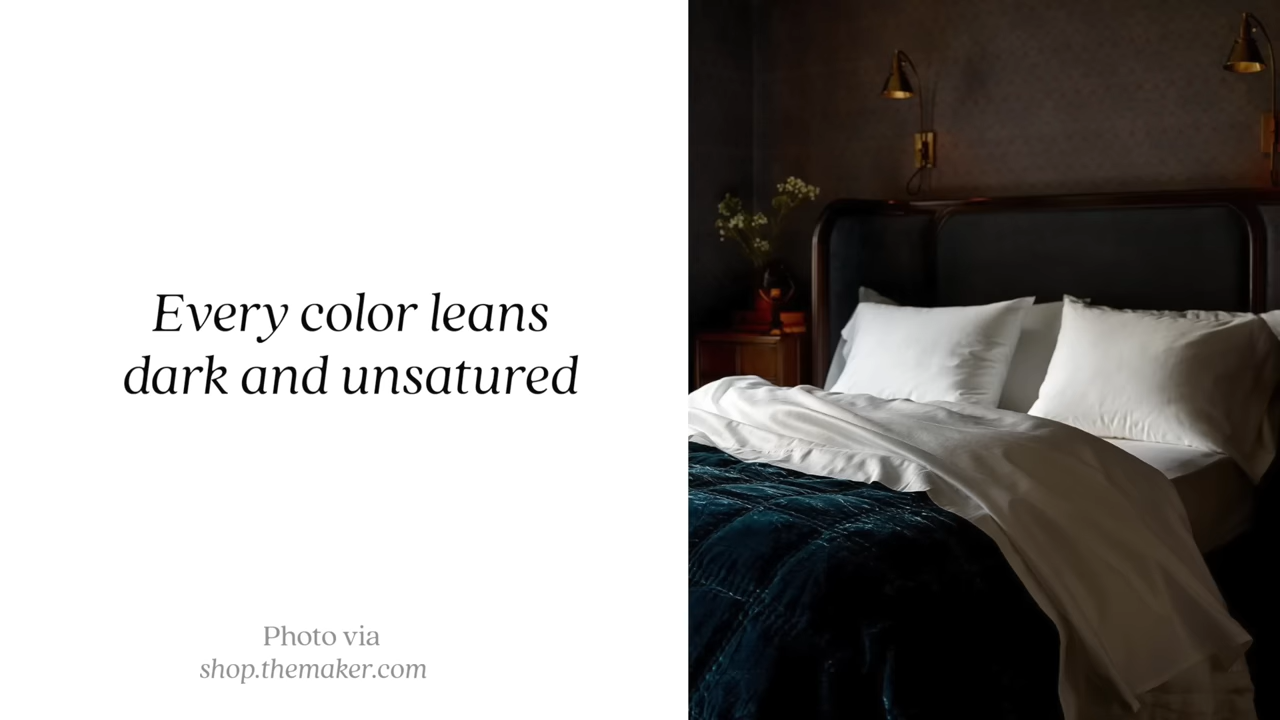 Every color leans
dark and unsatured
Photo via
shop.themaker.com